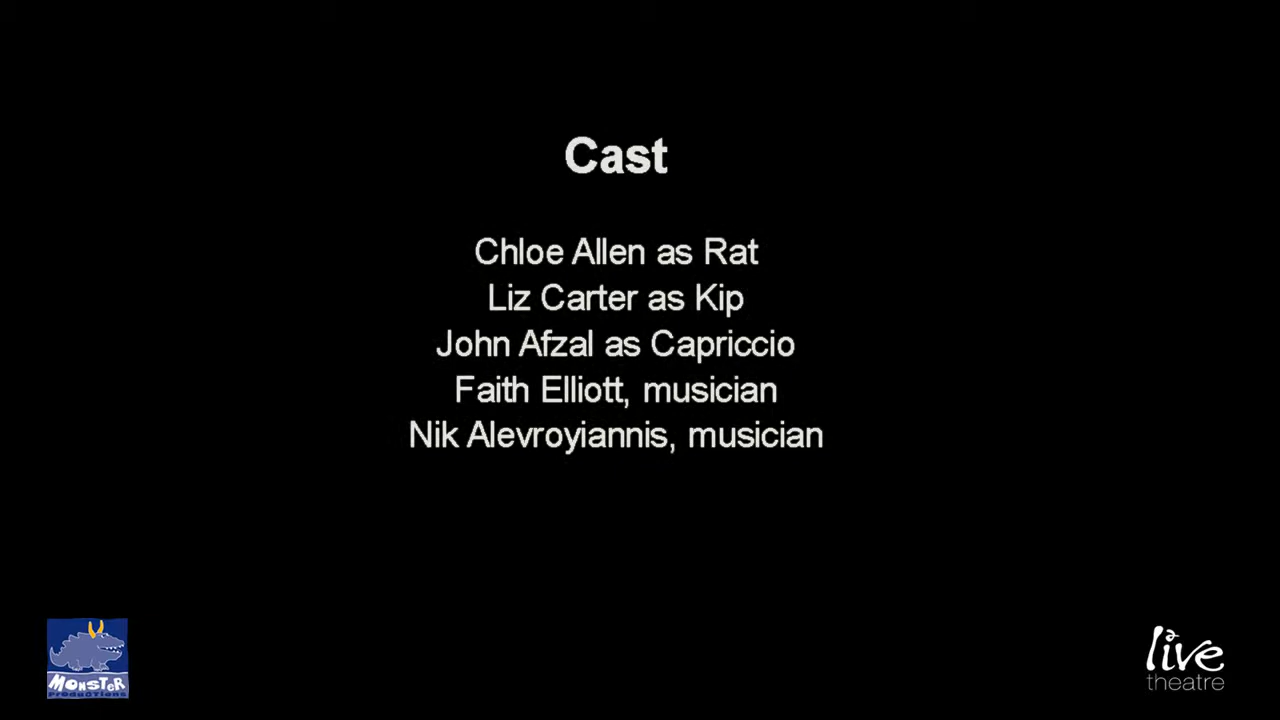 Cast
Chloe Allen as Rat
Liz Carter as Kip
John Afzal as Capriccio
Faith Elliott, musician
Nik Alevroyiannis, musician
MONSTER
PRODUCTIONS
live
theatre